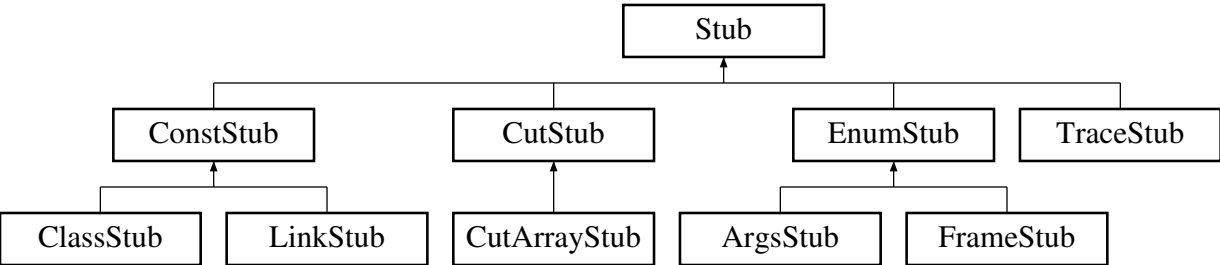 Stub
ConstStub
CutStub
EnumStub
TraceStub
ClassStub
LinkStub
CutArrayStub
ArgsStub
FrameStub